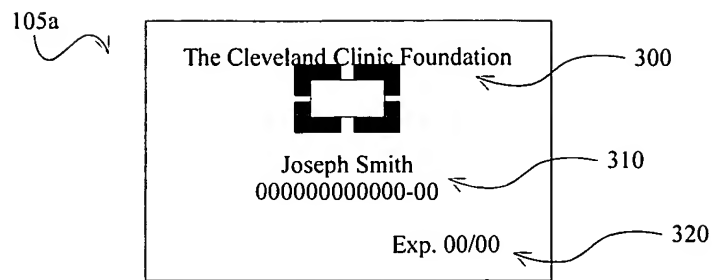 105a
The Cleveland Clinic Foundation
300
Joseph Smith
310
000000000000-00
320
Exp. 00/00